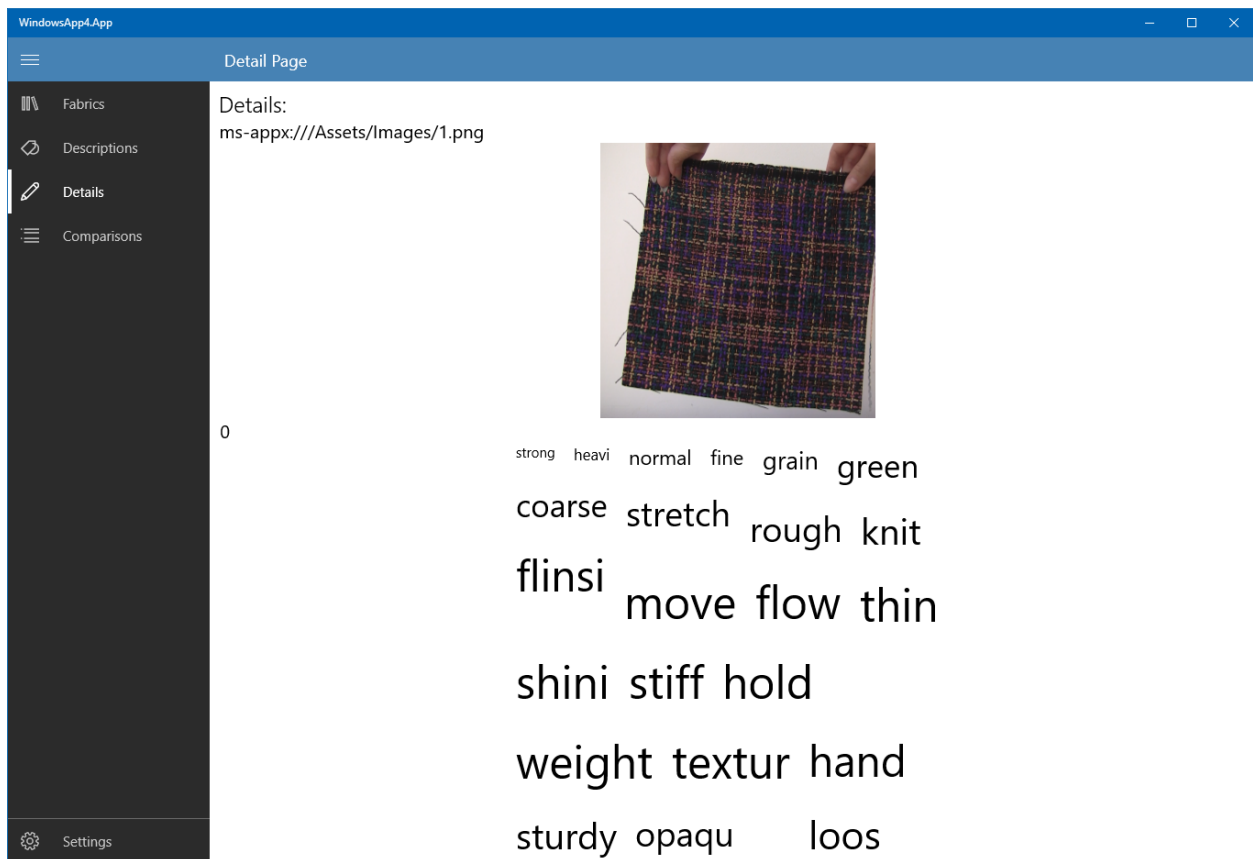 WindowsApp4.App
Detail Page
Fabrics
Descriptions
Details
Comparisons
Settings
Details:
ms-appx:///Assets/Images/1.png
0
strong heavi normal fine grain green
coarse stretch rough knit
flinsi move flow thin
shini stiff hold
weight textur hand
sturdy opaqu loos